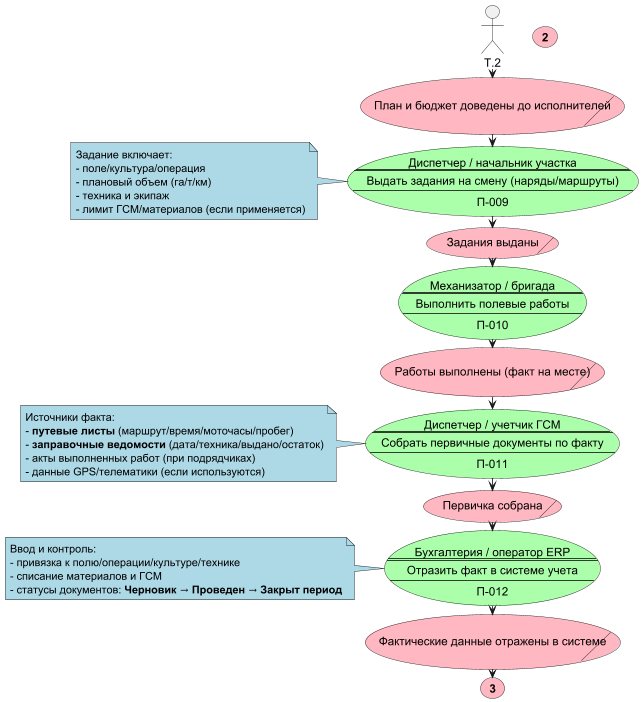 2
Т.2
План и бюджет доведены до исполнителей
Задание включает:
- поле/культура/операция
- плановый объем (га/т/км)
- техника и экипаж
- лимит ГСМ/материалов (если применяется)
Диспетчер / начальник участка
Выдать задания на смену (наряды/маршруты)
П-009
Задания выданы
Механизатор / бригада
Выполнить полевые работы
П-010
Работы выполнены (факт на месте)
Источники факта:
- путевые листы (маршрут/время/моточасы/пробег)
- заправочные ведомости (дата/техника/выдано/остаток)
- акты выполненных работ (при подрядчиках)
- данные GPS/телематики (если используются)
Диспетчер / учетчик ГСМ
Собрать первичные документы по факту
П-011
Первичка собрана
Ввод и контроль:
- привязка к полю/операции/культуре/технике
- списание материалов и ГСМ
- статусы документов: Черновик → Проведен → Закрыт период
Бухгалтерия / оператор ERP
Отразить факт в системе учета
П-012
Фактические данные отражены в системе
3